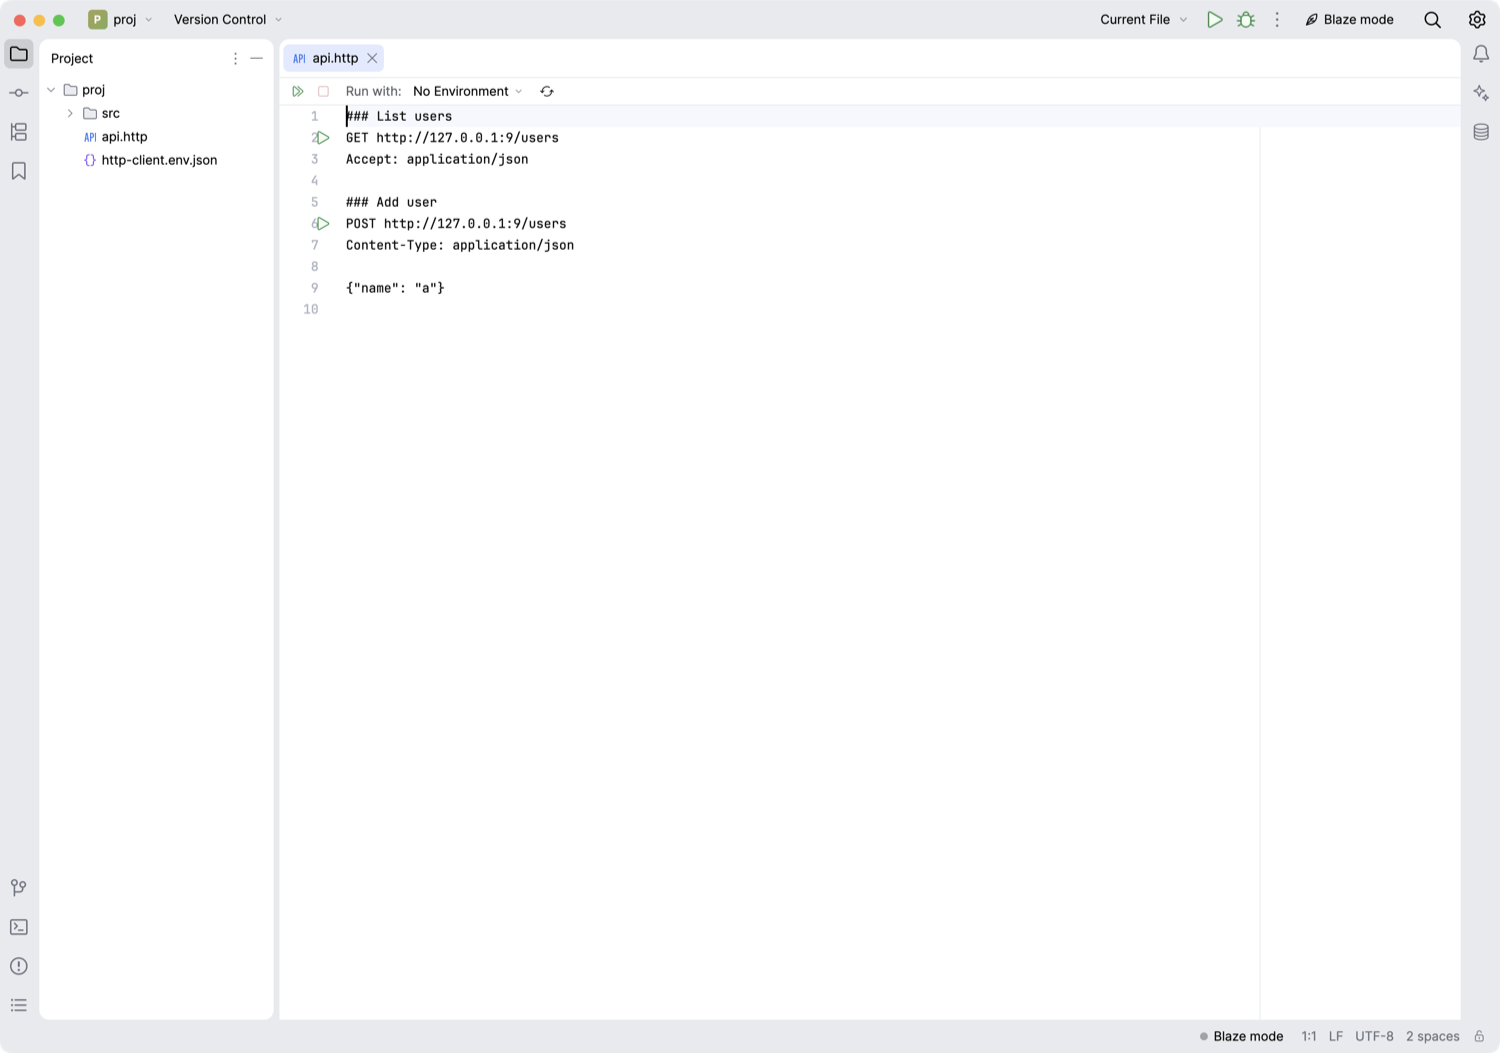 P proj Version Control Current File Blaze mode
Project
API api.http
proj
Run with: No Environment
src
API api.http
{} http-client.env.json
1 ### List users
2 GET http://127.0.0.1:9/users
3 Accept: application/json
4
5 ### Add user
6 POST http://127.0.0.1:9/users
7 Content-Type: application/json
8
9 {"name": "a"}
10
Blaze mode 1:1 LF UTF-8 2 spaces